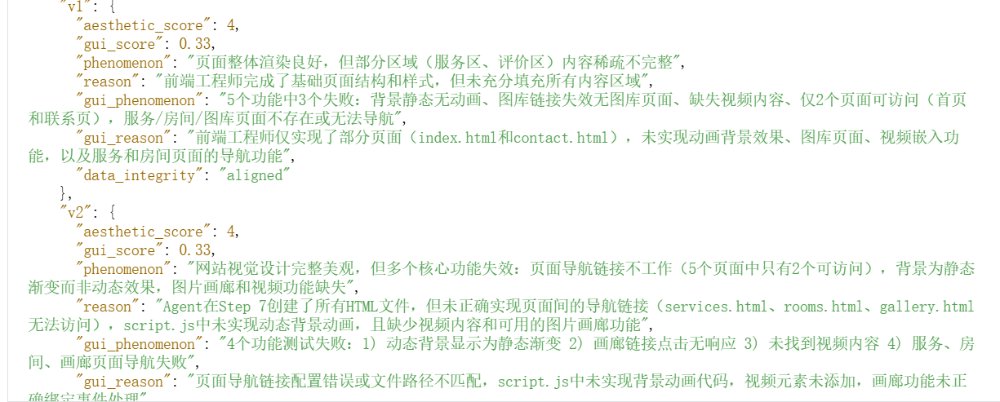 "v1": {
"aesthetic_score": 4,
"gui_score": 0.33,
"phenomenon": "页面整体渲染良好，但部分区域（服务区、评价区）内容稀疏不完整",
"reason": "前端工程师完成了基础页面结构和样式，但未充分填充所有内容区域",
"gui_phenomenon": "5个功能中3个失败：背景静态无动画、图库链接失效无图库页面、缺失视频内容、仅2个页面可访问（首页
和联系页），服务/房间/图库页面不存在或无法导航",
"gui_reason": "前端工程师仅实现了部分页面（index.html和contact.html），未实现动画背景效果、图库页面、视频嵌入功
能，以及服务和房间页面的导航功能",
"data_integrity": "aligned"
},
"v2": {
"aesthetic_score": 4,
"gui_score": 0.33,
"phenomenon": "网站视觉设计完整美观，但多个核心功能失效：页面导航链接不工作（5个页面中只有2个可访问），背景为静态
渐变而非动态效果，图片画廊和视频功能缺失",
"reason": "Agent在Step 7创建了所有HTML文件，但未正确实现页面间的导航链接（services.html、rooms.html、gallery.html
无法访问），script.js中未实现动态背景动画，且缺少视频内容和可用的图片画廊功能",
"gui_phenomenon": "4个功能测试失败：1) 动态背景显示为静态渐变 2) 画廊链接点击无响应 3) 未找到视频内容 4) 服务、房
间、画廊页面导航失败",
"gui_reason": "页面导航链接配置错误或文件路径不匹配，script.js中未实现背景动画代码，视频元素未添加，画廊功能未正
确绑定事件处理"